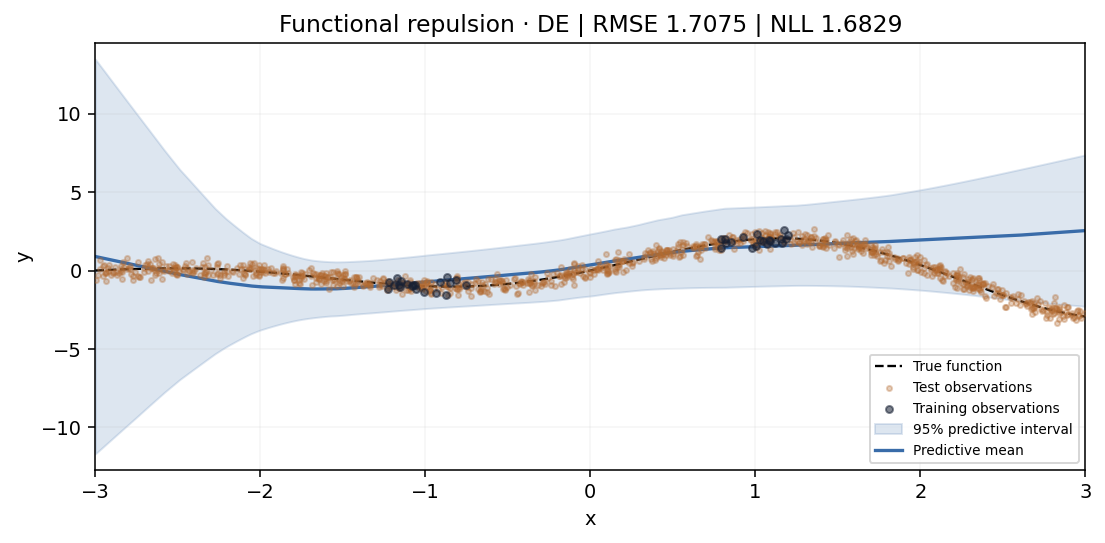 Functional repulsion · DE | RMSE 1.7075 | NLL 1.6829
10
5
0
−5
−10
y
−3
−2
−1
0
1
2
3
x
True function
Test observations
Training observations
95% predictive interval
Predictive mean